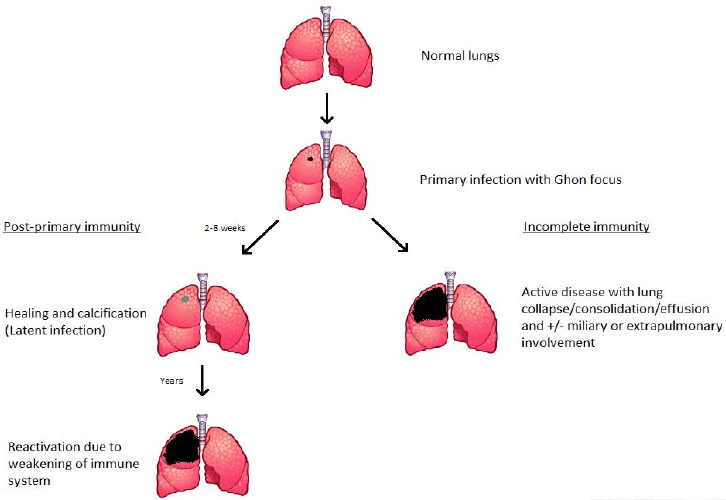 Normal lungs
Primary infection with Ghon focus
Post-primary immunity
2-8 weeks
Incomplete immunity
Healing and calcification
(Latent infection)
Active disease with lung
collapse/consolidation/effusion
and +/- miliary or extrapulmonary
involvement
Years
Reactivation due to
weakening of immune
system